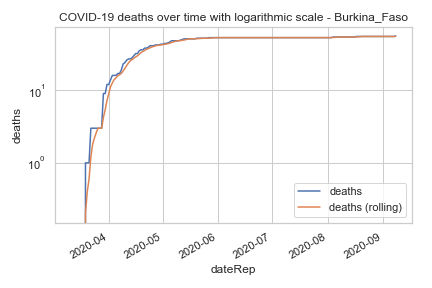 COVID-19 deaths over time with logarithmic scale - Burkina_Faso
deaths
10¹
10⁰
deaths
deaths (rolling)
2020-04
2020-05
2020-06
2020-07
2020-08
2020-09
dateRep